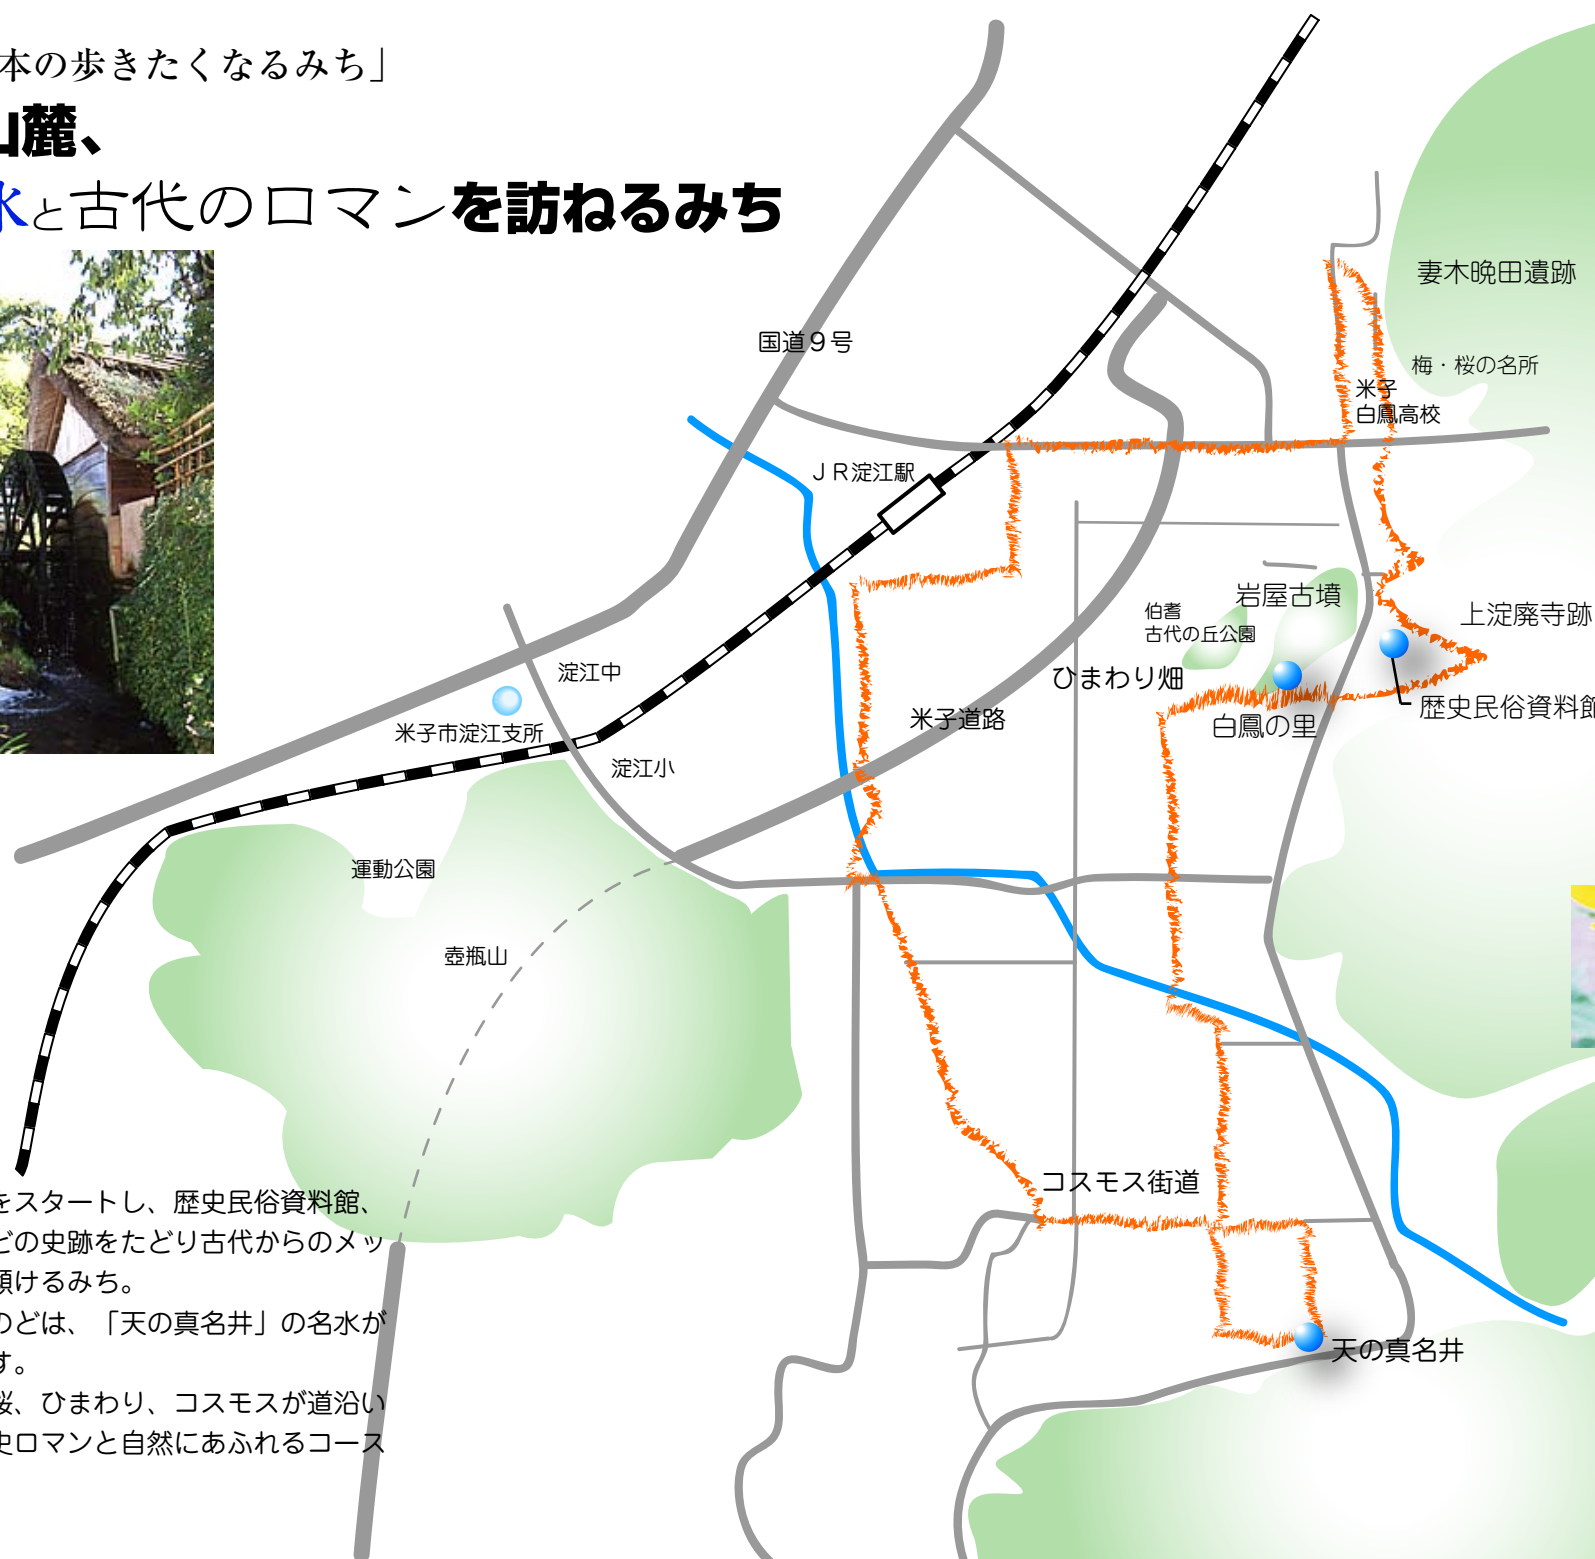 本の歩きたくなるみち」
山麓、
水と古代のロマンを訪ねるみち
妻木晩田遺跡
国道９号
梅・桜の名所
米子
白鳳高校
ＪＲ淀江駅
岩屋古墳
伯耆
古代の丘公園
上淀廃寺跡
淀江中
ひまわり畑
歴史民俗資料館
米子道路
白鳳の里
米子市淀江支所
淀江小
運動公園
壺瓶山
コスモス街道
をスタートし、歴史民俗資料館、
どの史跡をたどり古代からのメッ
傾けるみち。
のどは、「天の真名井」の名水が
す。
天の真名井
桜、ひまわり、コスモスが道沿い
史ロマンと自然にあふれるコース